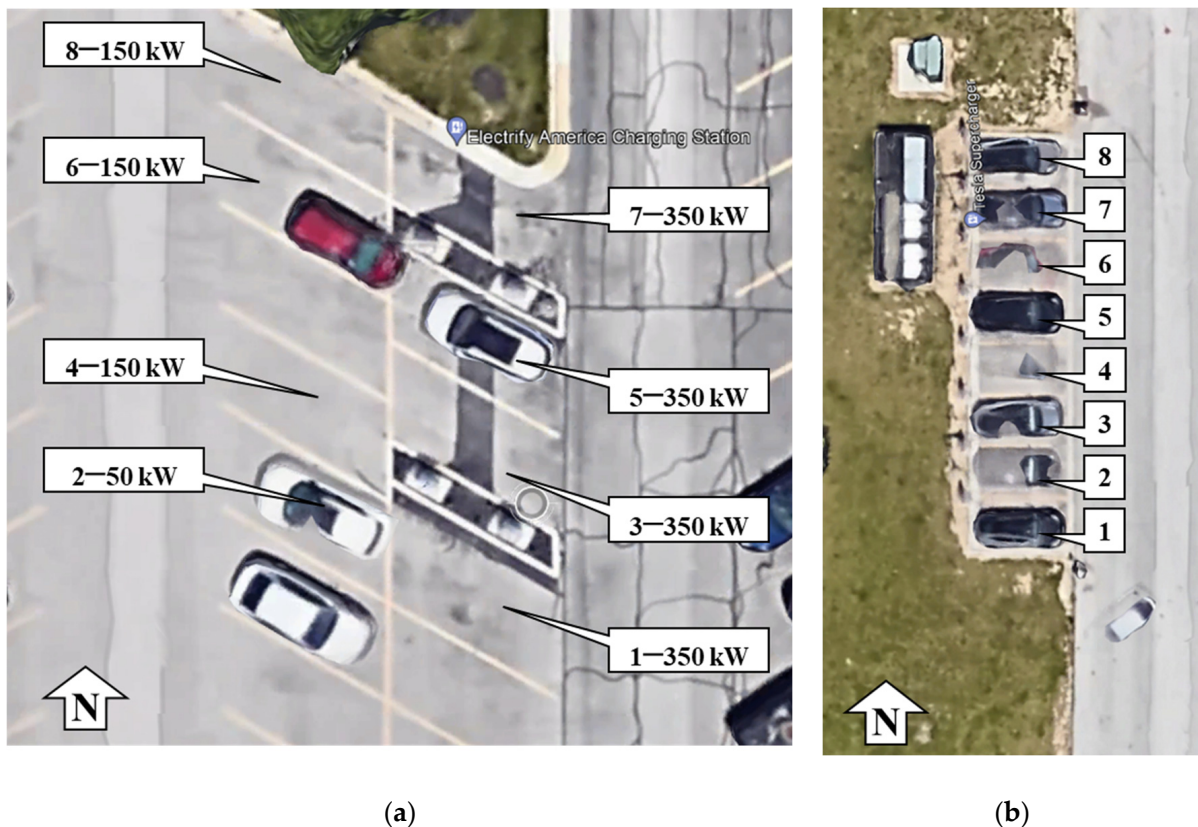 8—150 kW
6—150 kW
Electrify America Charging Station
7—350 kW
4—150 kW
5—350 kW
2—50 kW
3—350 kW
1—350 kW
N
Tesla Supercharger
8
7
6
5
4
3
2
1
N
(a)
(b)